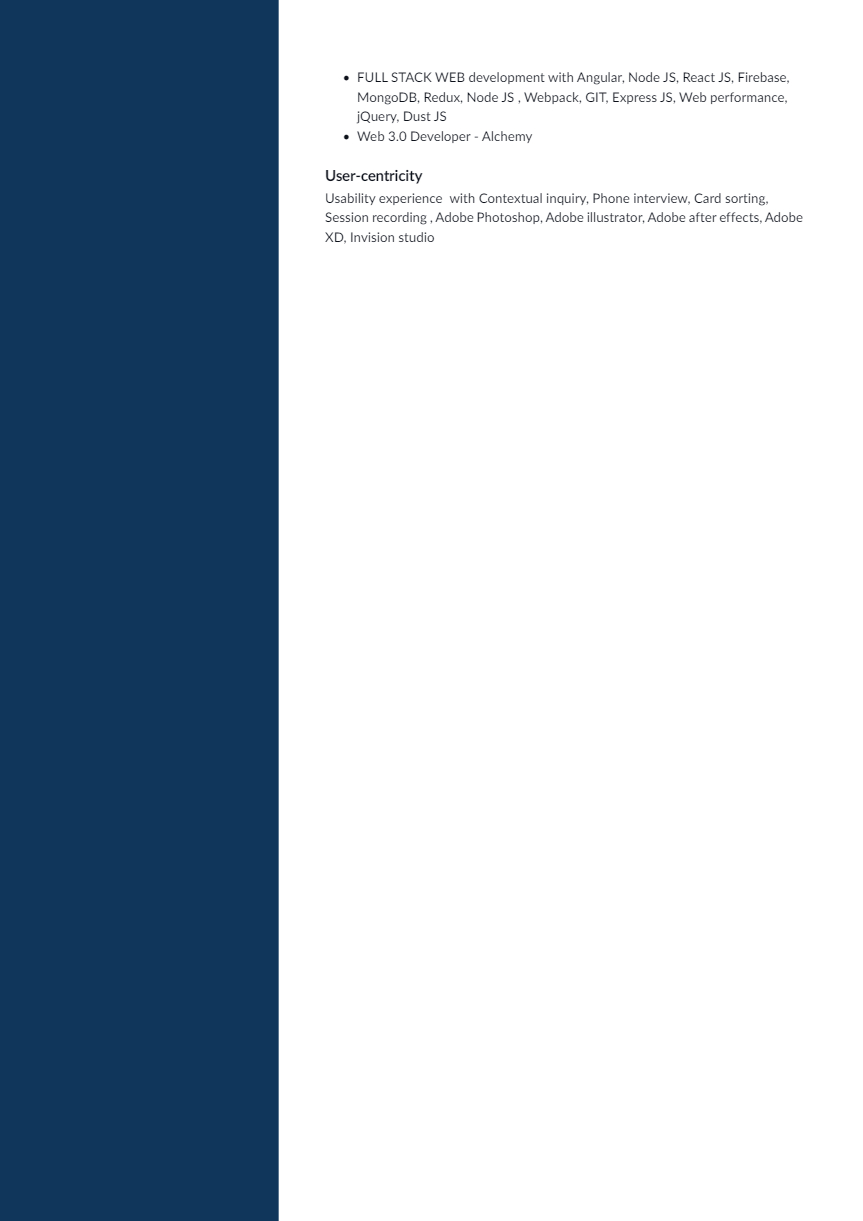 • FULL STACK WEB development with Angular, Node JS, React JS, Firebase,
MongoDB, Redux, Node JS , Webpack, GIT, Express JS, Web performance,
jQuery, Dust JS
• Web 3.0 Developer - Alchemy
User-centricity
Usability experience  with Contextual inquiry, Phone interview, Card sorting,
Session recording , Adobe Photoshop, Adobe illustrator, Adobe after effects, Adobe
XD, Invision studio